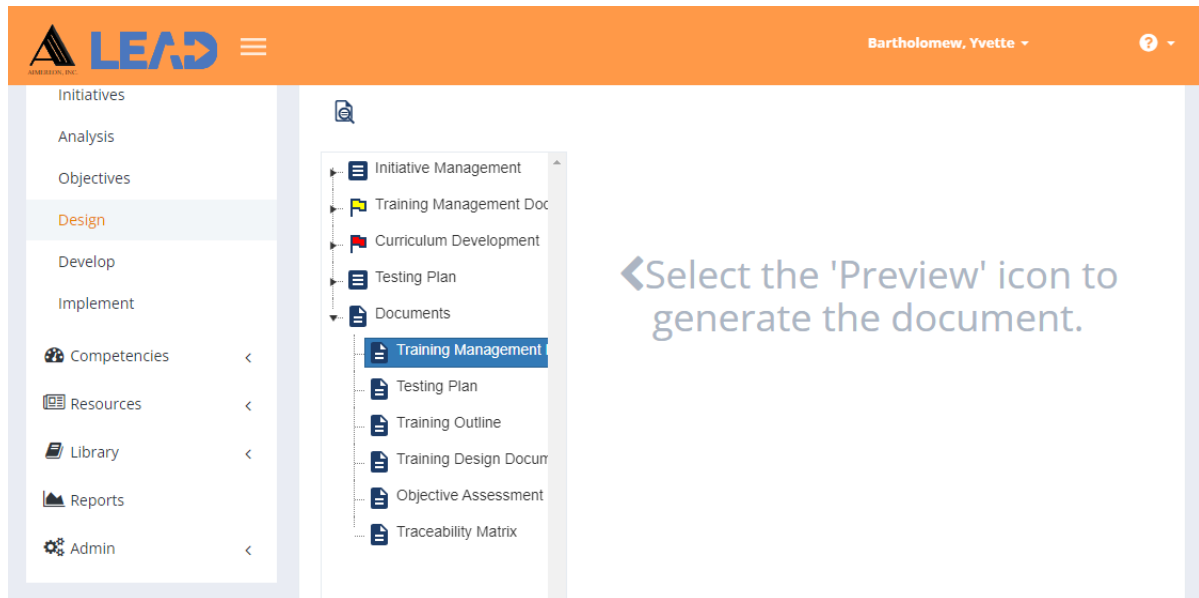 AIMEREON, INC.
LEAD
Bartholomew, Yvette
?
Initiatives
Analysis
Objectives
Design
Develop
Implement
Competencies
Resources
Library
Reports
Admin
Initiative Management
Training Management Doc
Curriculum Development
Testing Plan
Documents
Training Management
Testing Plan
Training Outline
Training Design Docum
Objective Assessment
Traceability Matrix
Select the 'Preview' icon to
generate the document.